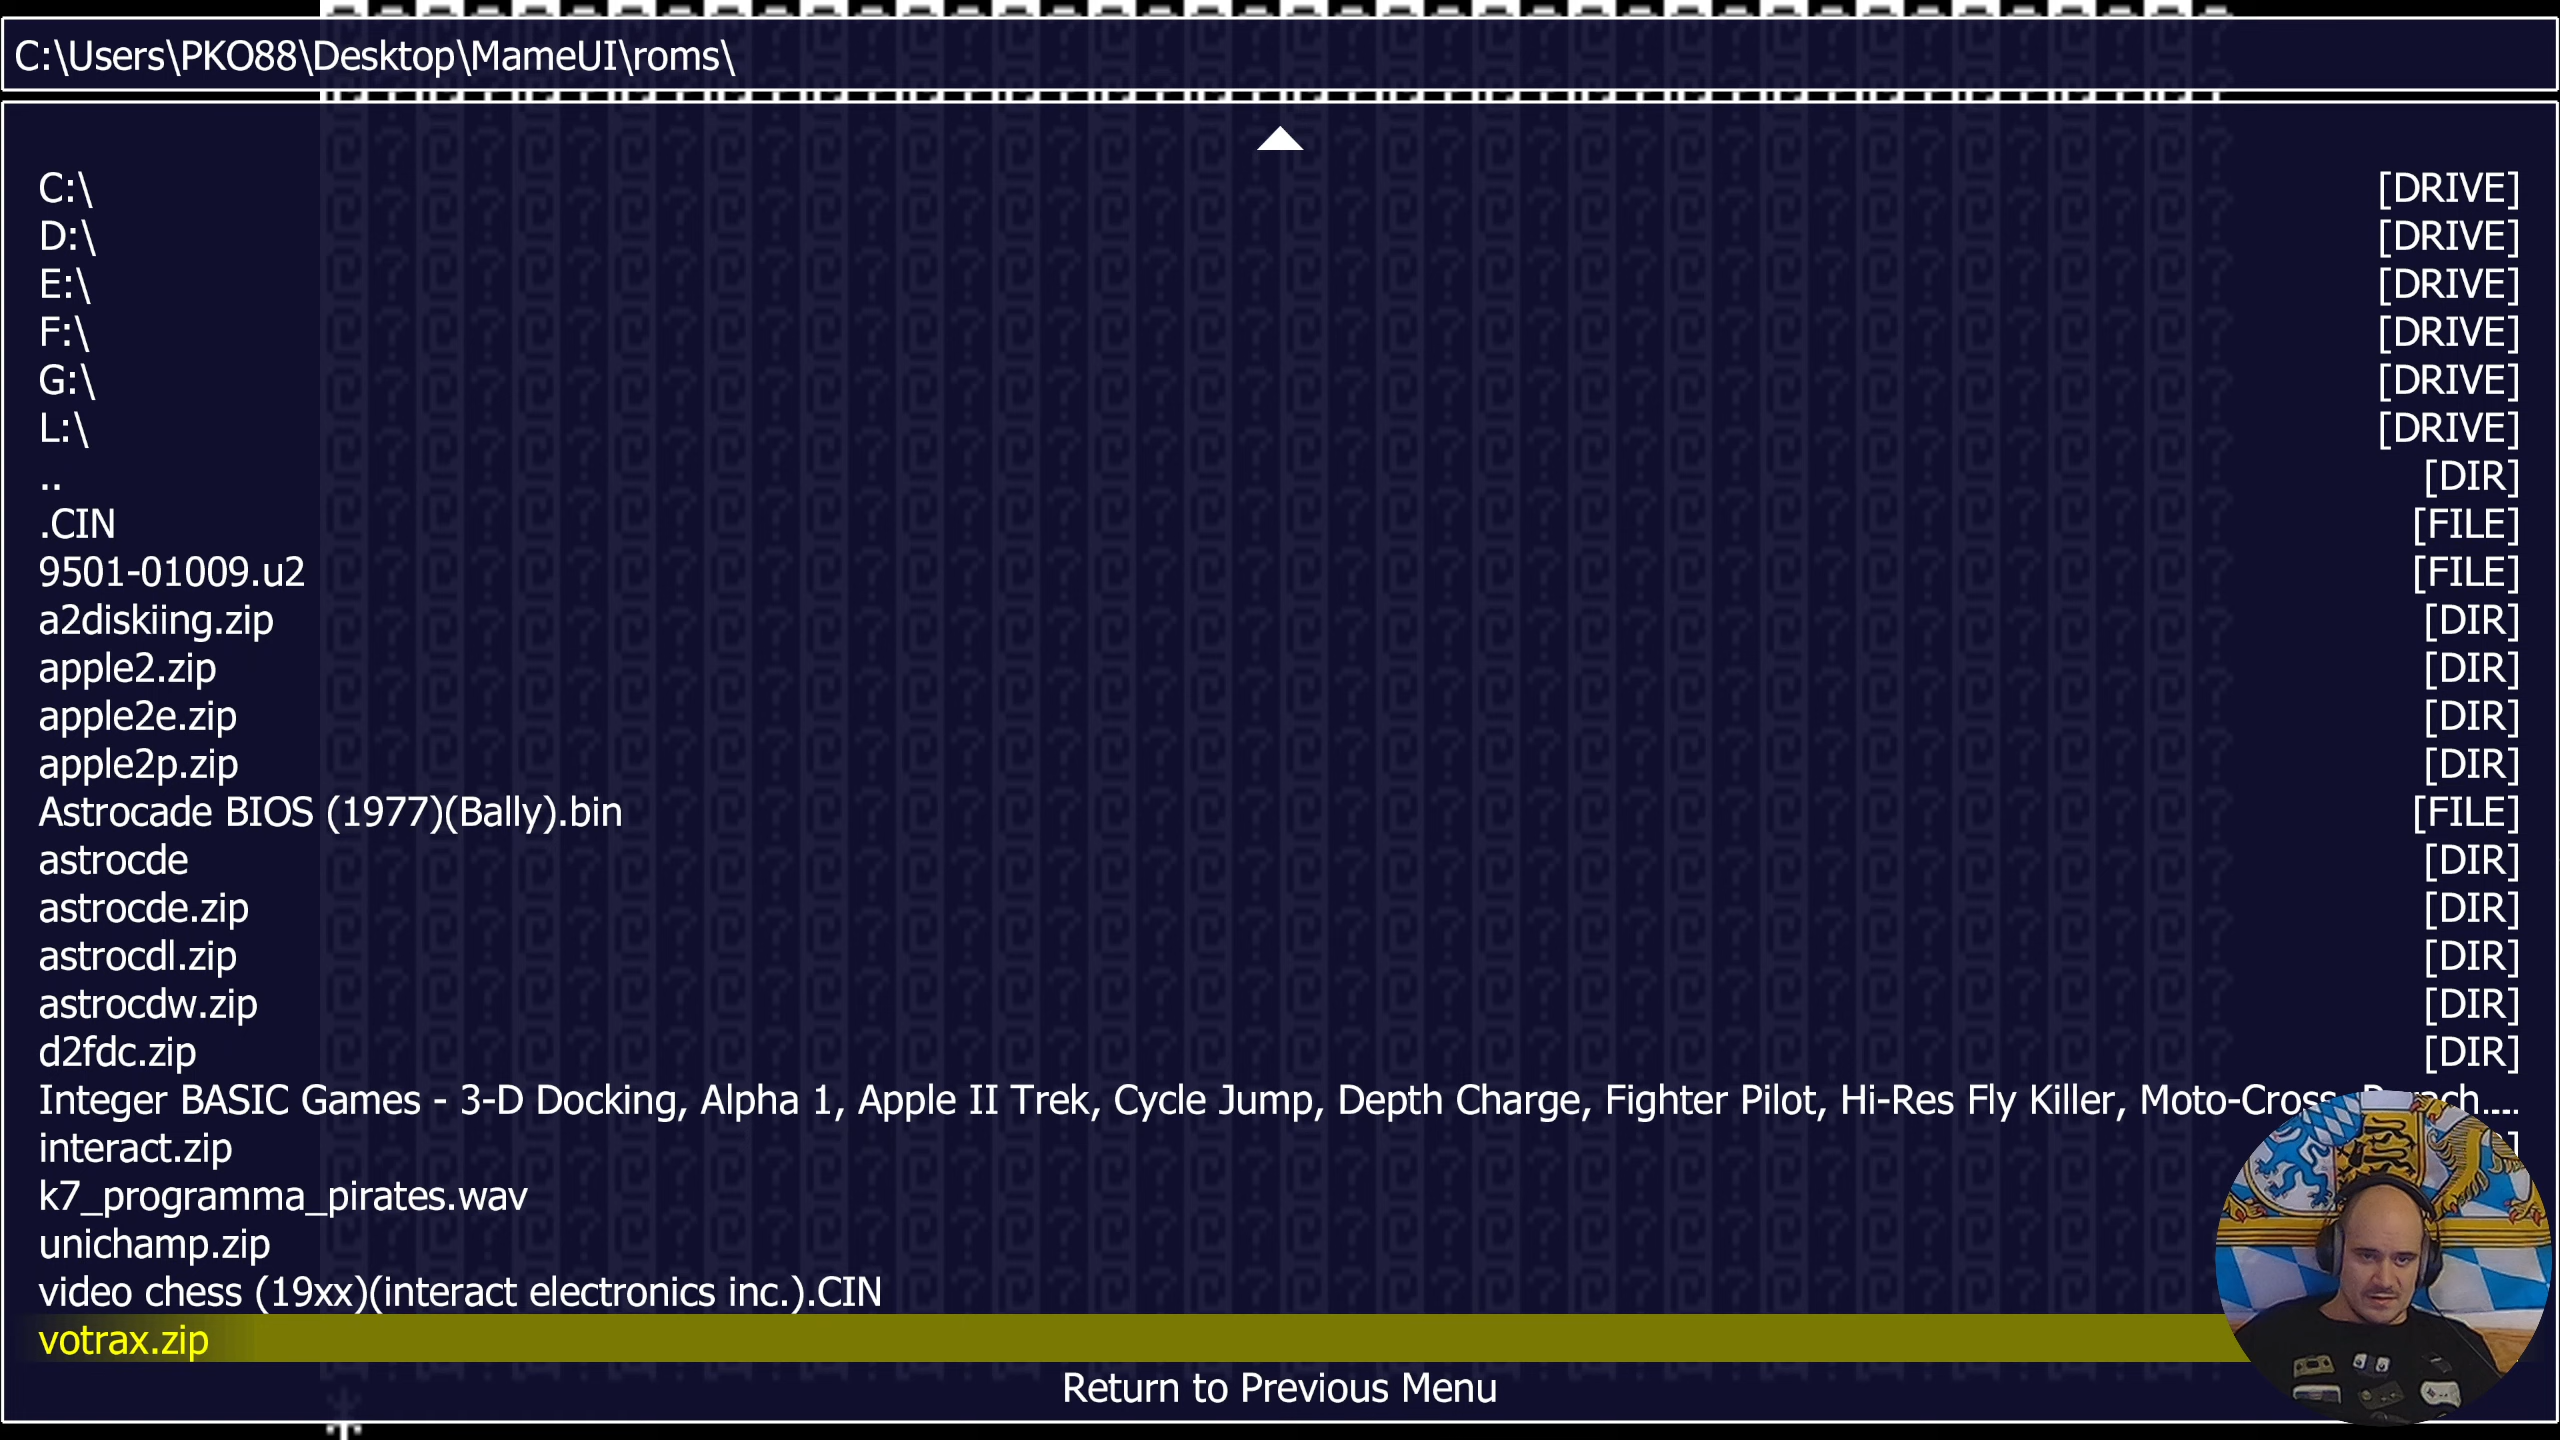 C:\Users\PKO88\Desktop\MameUI\roms\
C:\ [DRIVE]
D:\ [DRIVE]
E:\ [DRIVE]
F:\ [DRIVE]
G:\ [DRIVE]
L:\ [DRIVE]
.. [DIR]
.CIN [FILE]
9501-01009.u2 [FILE]
a2diskiing.zip [DIR]
apple2.zip [DIR]
apple2e.zip [DIR]
apple2p.zip [DIR]
Astrocade BIOS (1977)(Bally).bin [FILE]
astrocde [DIR]
astrocde.zip [DIR]
astrocdl.zip [DIR]
astrocdw.zip [DIR]
d2fdc.zip [DIR]
Integer BASIC Games - 3-D Docking, Alpha 1, Apple II Trek, Cycle Jump, Depth Charge, Fighter Pilot, Hi-Res Fly Killer, Moto-Cross,
interact.zip
k7_programma_pirates.wav
unichamp.zip
video chess (19xx)(interact electronics inc.).CIN
votrax.zip
Return to Previous Menu